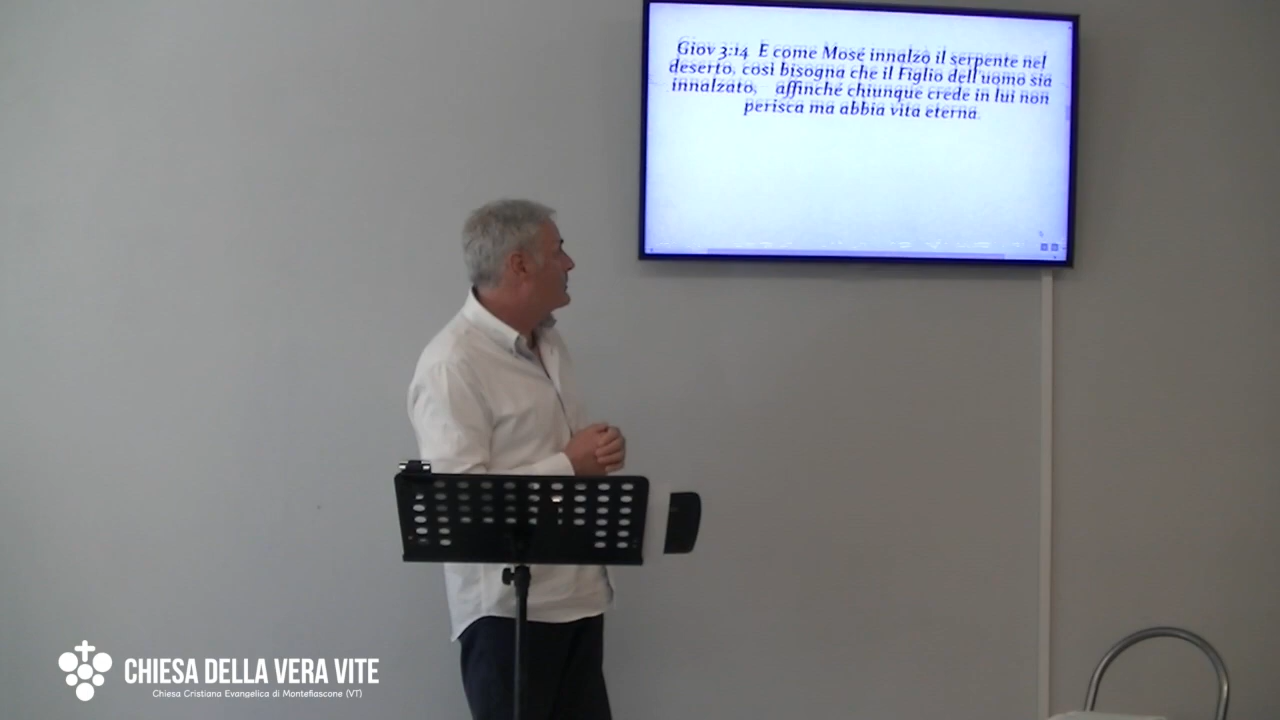 Giov 3:14 E come Mosé innalzò il serpente nel
deserto, così bisogna che il Figlio dell'uomo sia
innalzato, affinché chiunque crede in lui non
perisca ma abbia vita eterna.
CHIESA DELLA VERA VITE
Chiesa Cristiana Evangelica di Montefiascone (VT)